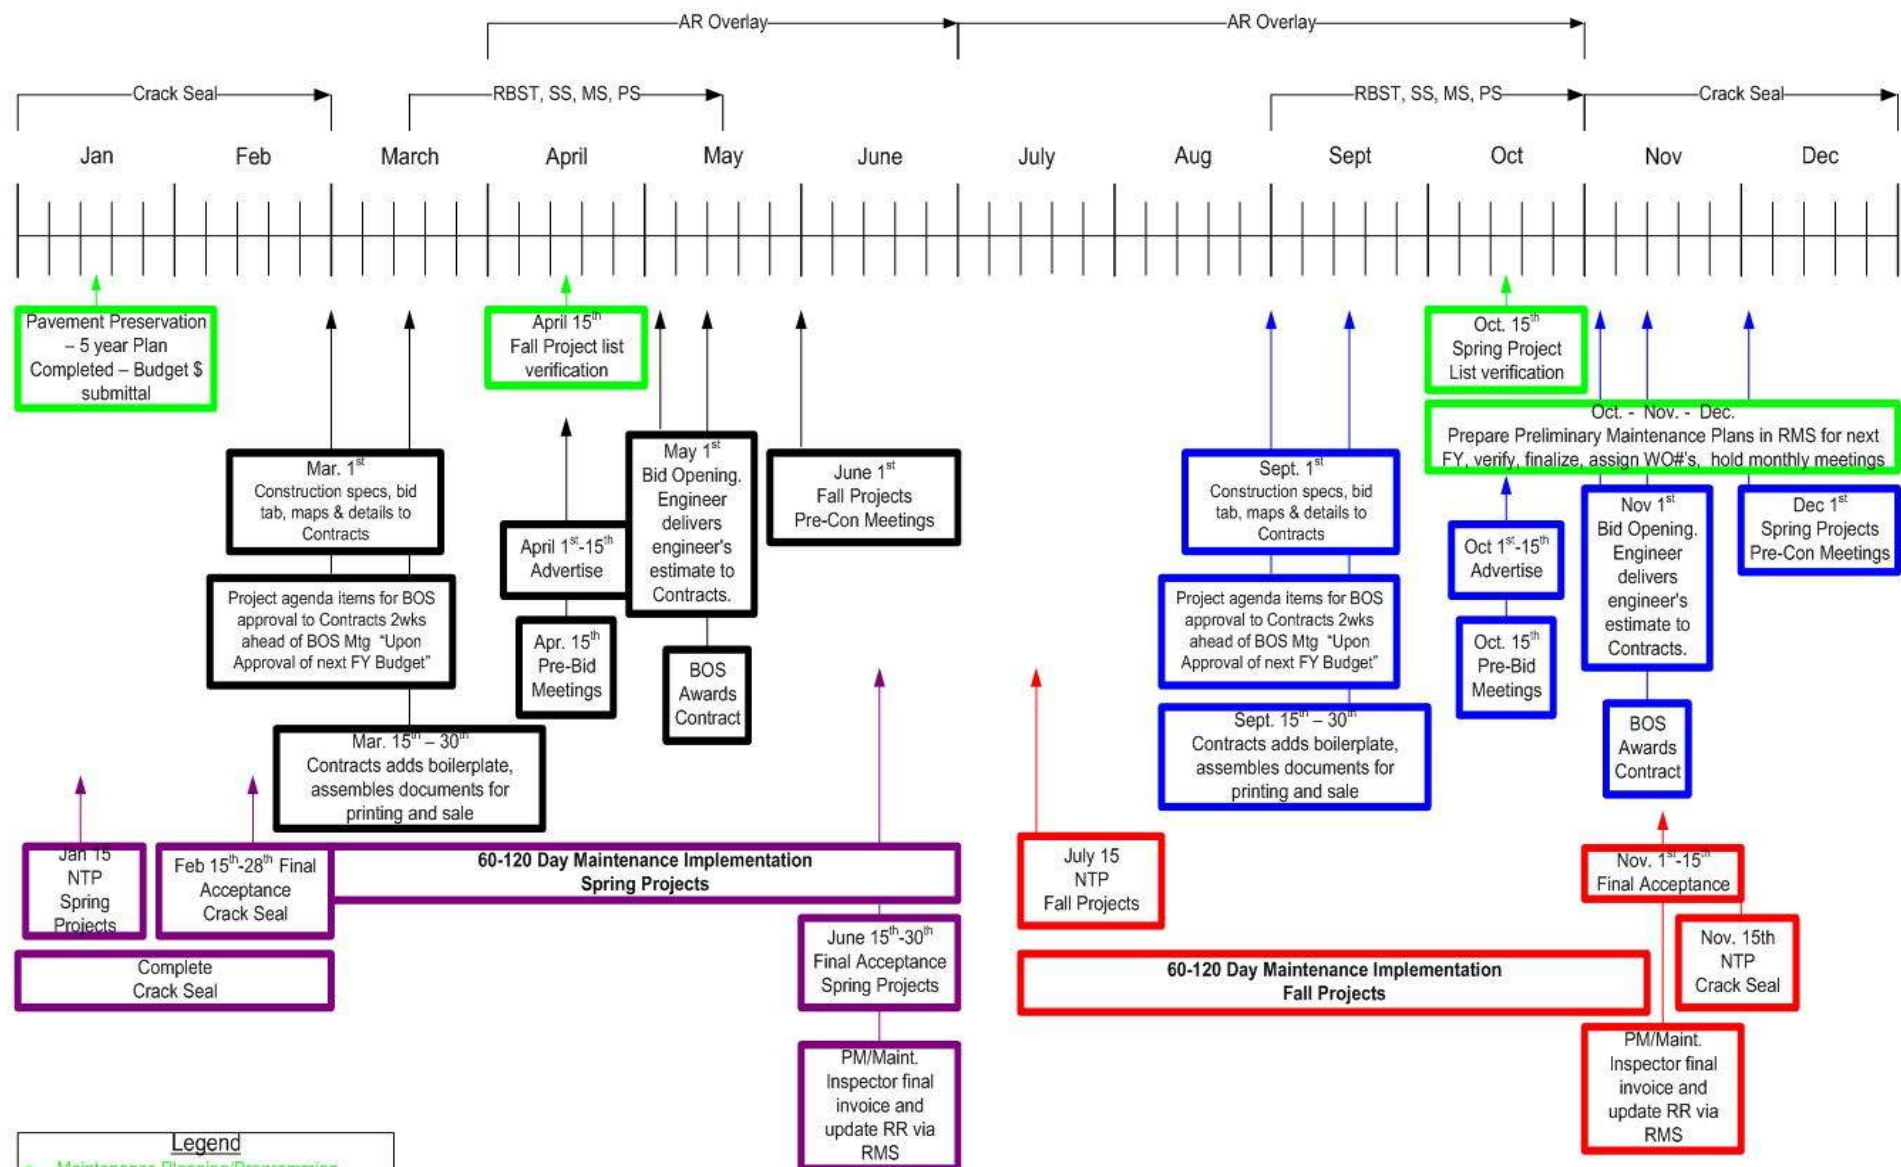 AR Overlay
AR Overlay
Crack Seal
RBST, SS, MS, PS
RBST, SS, MS, PS
Crack Seal
Jan
Feb
March
April
May
June
July
Aug
Sept
Oct
Nov
Dec
Pavement Preservation
– 5 year Plan
Completed – Budget $
submittal
April 15th
Fall Project list
verification
Oct. 15th
Spring Project
List verification
Oct. - Nov. - Dec.
Prepare Preliminary Maintenance Plans in RMS for next
FY, verify, finalize, assign WO#'s, hold monthly meetings
Mar. 1st
Construction specs, bid
tab, maps & details to
Contracts
Project agenda items for BOS
approval to Contracts 2wks
ahead of BOS Mtg "Upon
Approval of next FY Budget"
Mar. 15th – 30th
Contracts adds boilerplate,
assembles documents for
printing and sale
April 1st-15th
Advertise
Apr. 15th
Pre-Bid
Meetings
May 1st
Bid Opening.
Engineer
delivers
engineer's
estimate to
Contracts.
BOS
Awards
Contract
June 1st
Fall Projects
Pre-Con Meetings
Sept. 1st
Construction specs, bid
tab, maps & details to
Contracts
Project agenda items for BOS
approval to Contracts 2wks
ahead of BOS Mtg "Upon
Approval of next FY Budget"
Sept. 15th – 30th
Contracts adds boilerplate,
assembles documents for
printing and sale
Oct 1st-15th
Advertise
Oct. 15th
Pre-Bid
Meetings
Nov 1st
Bid Opening.
Engineer
delivers
engineer's
estimate to
Contracts.
BOS
Awards
Contract
Dec 1st
Spring Projects
Pre-Con Meetings
Jan 15
NTP
Spring
Projects
Feb 15th-28th Final
Acceptance
Crack Seal
60-120 Day Maintenance Implementation
Spring Projects
Complete
Crack Seal
June 15th-30th
Final Acceptance
Spring Projects
PM/Maint.
Inspector final
invoice and
update RR via
RMS
July 15
NTP
Fall Projects
60-120 Day Maintenance Implementation
Fall Projects
Nov. 1st-15th
Final Acceptance
Nov. 15th
NTP
Crack Seal
PM/Maint.
Inspector final
invoice and
update RR via
RMS
Legend
Maintenance Planning/Programming